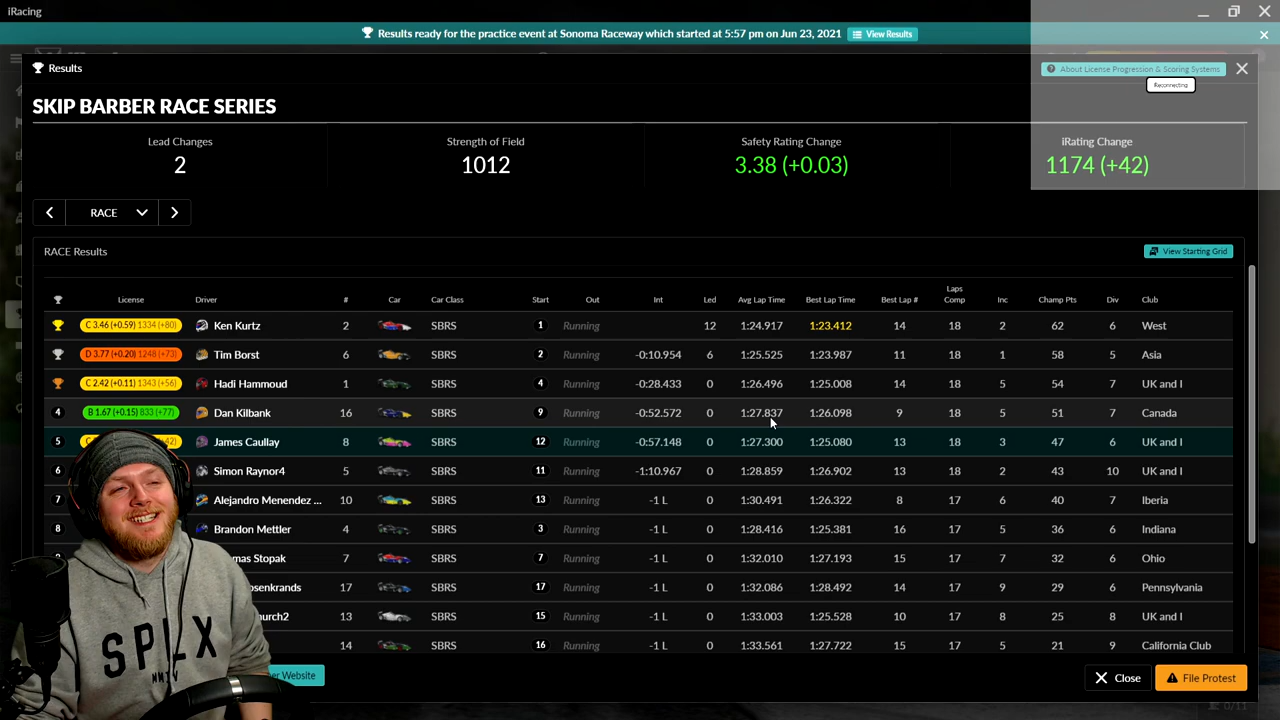 iRacing
Results ready for the practice event at Sonoma Raceway which started at 5:57 pm on Jun 23, 2021 View Results
Results
About License Progression & Scoring Systems
Reconnecting
SKIP BARBER RACE SERIES
Lead Changes Strength of Field Safety Rating Change iRating Change
2 1012 3.38 (+0.03) 1174 (+42)
RACE
RACE Results View Starting Grid
License Driver # Car Car Class Start Out Int Led Avg Lap Time Best Lap Time Best Lap # Laps Comp Inc Champ Pts Div Club
C 3.46 (+0.59) 1334 (+80) Ken Kurtz 2 SBRS 1 Running 12 1:24.917 1:23.412 14 18 2 62 6 West
D 3.77 (+0.20) 1248 (+73) Tim Borst 6 SBRS 2 Running -0:10.954 6 1:25.525 1:23.987 11 18 1 58 5 Asia
C 2.42 (+0.11) 1343 (+56) Hadi Hammoud 1 SBRS 4 Running -0:28.433 0 1:26.496 1:25.008 14 18 5 54 7 UK and I
4 B 1.67 (+0.15) 833 (+77) Dan Kilbank 16 SBRS 9 Running -0:52.572 0 1:27.837 1:26.098 9 18 5 51 7 Canada
5 James Caullay 8 SBRS 12 Running -0:57.148 0 1:27.300 1:25.080 13 18 3 47 6 UK and I
6 Simon Raynor4 5 SBRS 11 Running -1:10.967 0 1:28.859 1:26.902 13 18 2 43 10 UK and I
7 Alejandro Menendez ... 10 SBRS 13 Running -1 L 0 1:30.491 1:26.322 8 17 6 40 7 Iberia
8 Brandon Mettler 4 SBRS 3 Running -1 L 0 1:28.416 1:25.381 16 17 5 36 6 Indiana
mas Stopak 7 SBRS 7 Running -1 L 0 1:32.010 1:27.193 15 17 7 32 6 Ohio
osenkrands 17 SBRS 17 Running -1 L 0 1:32.086 1:28.492 14 17 9 29 6 Pennsylvania
urch2 13 SBRS 15 Running -1 L 0 1:33.003 1:25.528 10 17 8 25 8 UK and I
14 SBRS 16 Running -1 L 0 1:33.561 1:27.722 15 17 5 21 9 California Club
SPLX
MMXIV
er Website Close File Protest
0/11